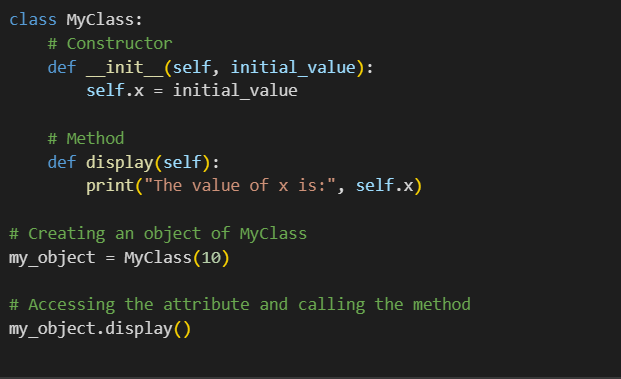 class MyClass:
    # Constructor
    def __init__(self, initial_value):
        self.x = initial_value

    # Method
    def display(self):
        print("The value of x is:", self.x)

# Creating an object of MyClass
my_object = MyClass(10)

# Accessing the attribute and calling the method
my_object.display()